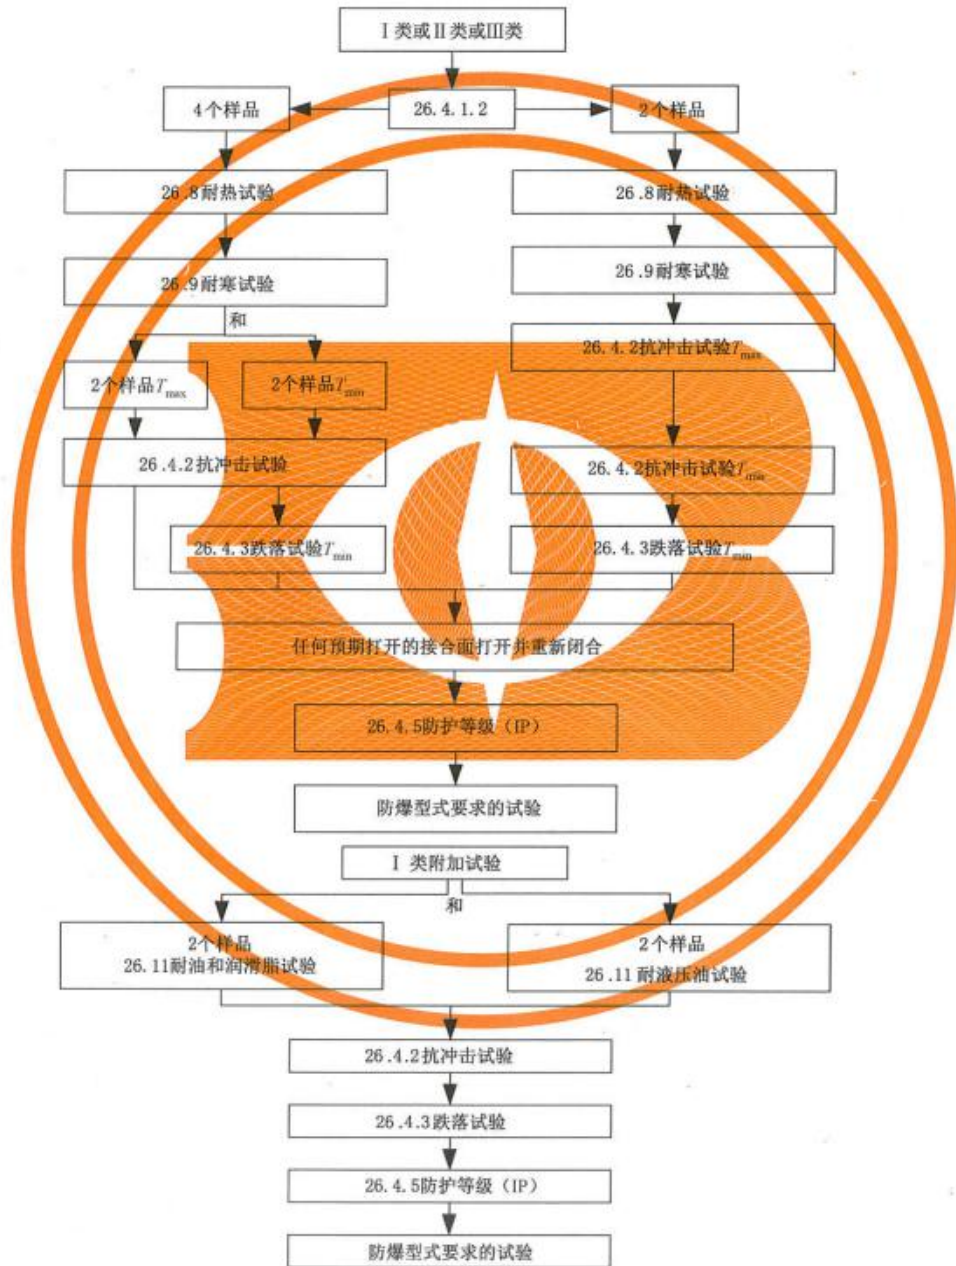 Ⅰ类或Ⅱ类或Ⅲ类
4个样品
26.4.1.2
2个样品
26.8耐热试验
26.8耐热试验
26.9耐寒试验
26.9耐寒试验
和
26.4.2抗冲击试验Tmax
2个样品Tmax
2个样品Tmin
26.4.2抗冲击试验
26.4.2抗冲击试验Tmin
26.4.3跌落试验Tmin
26.4.3跌落试验Tmin
任何预期打开的接合面打开并重新闭合
26.4.5防护等级（IP）
防爆型式要求的试验
Ⅰ 类附加试验
和
2个样品
26.11耐油和润滑脂试验
2个样品
26.11耐液压油试验
26.4.2抗冲击试验
26.4.3跌落试验
26.4.5防护等级（IP）
防爆型式要求的试验